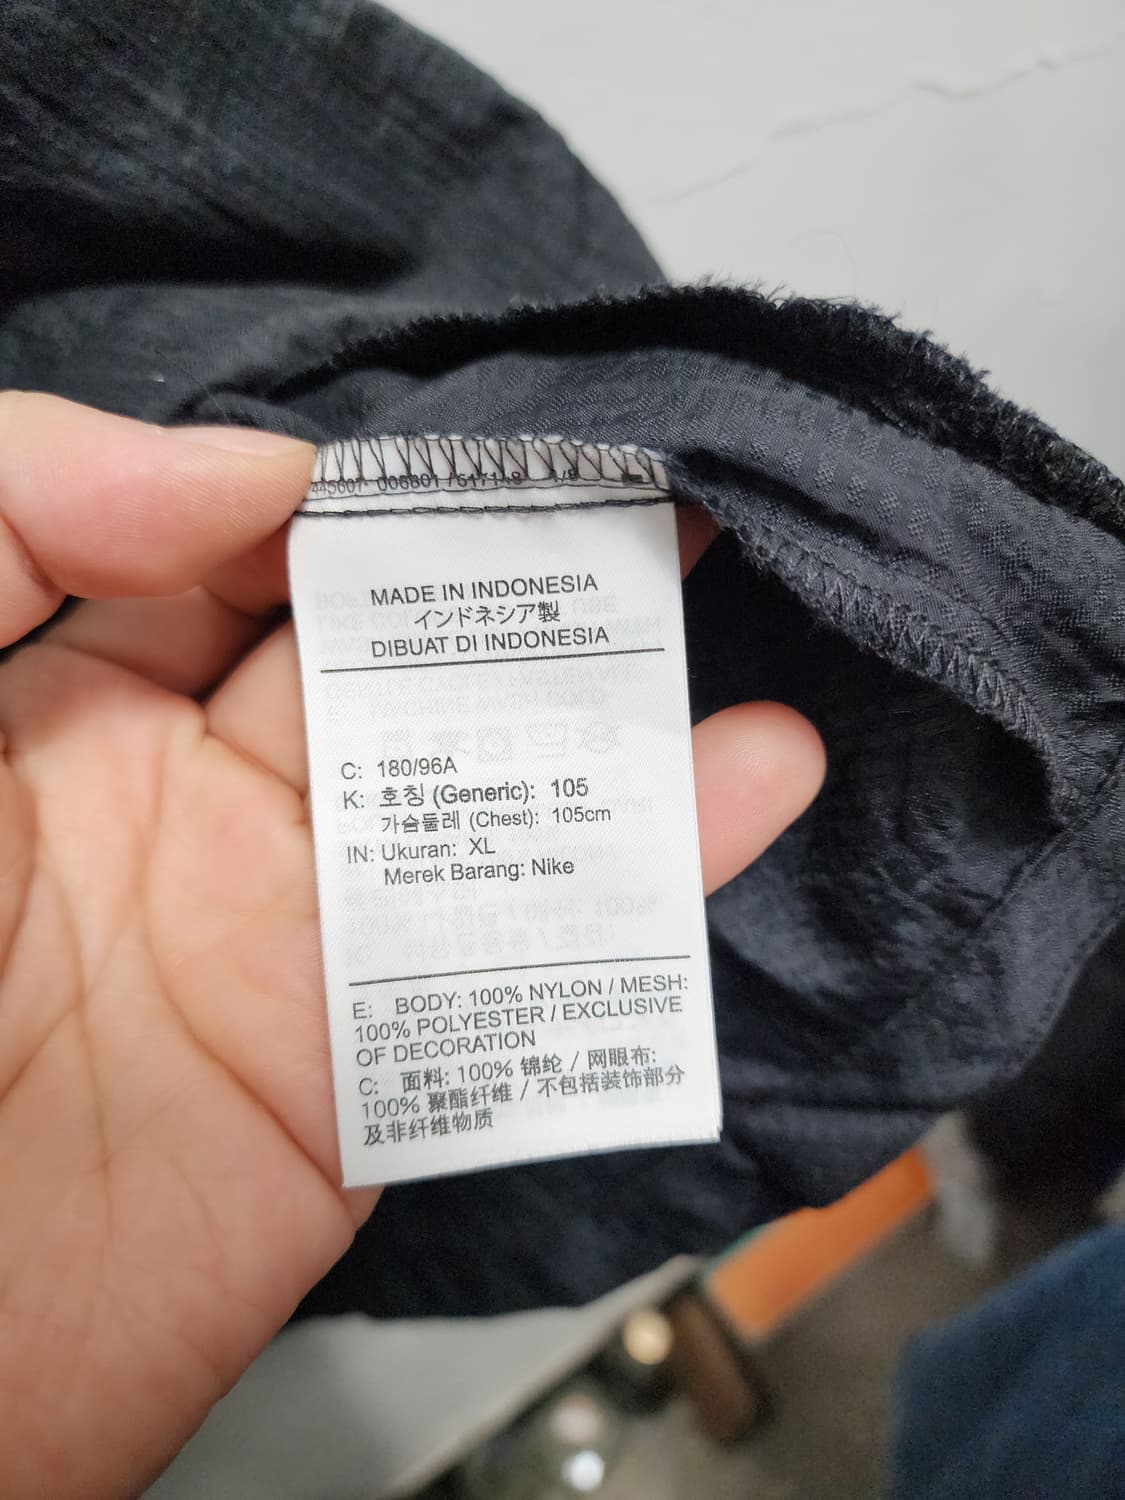 MADE IN INDONESIA
インドネシア製
DIBUAT DI INDONESIA
C: 180/96A
K: 호칭 (Generic): 105
가슴둘레 (Chest): 105cm
IN: Ukuran: XL
Merek Barang: Nike
E: BODY: 100% NYLON / MESH:
100% POLYESTER / EXCLUSIVE
OF DECORATION
C: 面料: 100% 锦纶 / 网眼布:
100% 聚酯纤维 / 不包括装饰部分
及非纤维物质